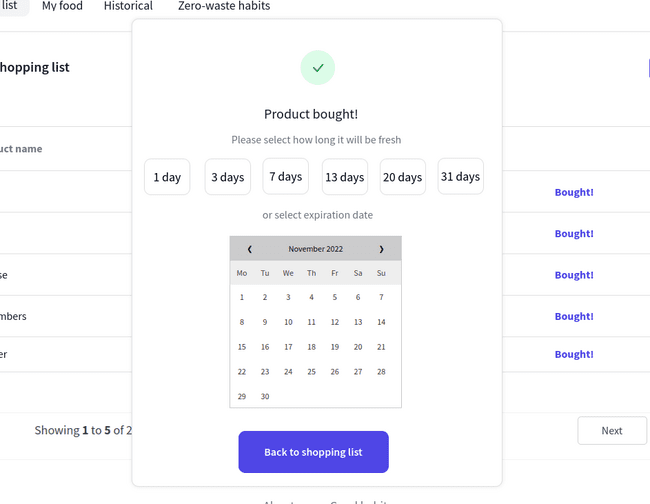 list My food Historical Zero-waste habits
hopping list
Product bought!
Please select how long it will be fresh
uct name
1 day 3 days 7 days 13 days 20 days 31 days
Bought!
or select expiration date
Bought!
❮ November 2022 ❯
Mo Tu We Th Fr Sa Su
se Bought!
1 2 3 4 5 6 7
mbers Bought!
8 9 10 11 12 13 14
15 16 17 18 19 20 21
er Bought!
22 23 24 25 26 27 28
29 30
Showing 1 to 5 of 2 Next
Back to shopping list